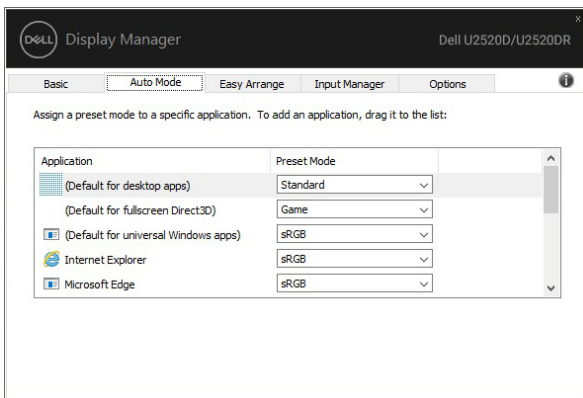 DELL Display Manager Dell U2520D/U2520DR
x
Basic Auto Mode Easy Arrange Input Manager Options
Assign a preset mode to a specific application. To add an application, drag it to the list:
Application Preset Mode
(Default for desktop apps) Standard
(Default for fullscreen Direct3D) Game
(Default for universal Windows apps) sRGB
Internet Explorer sRGB
Microsoft Edge sRGB